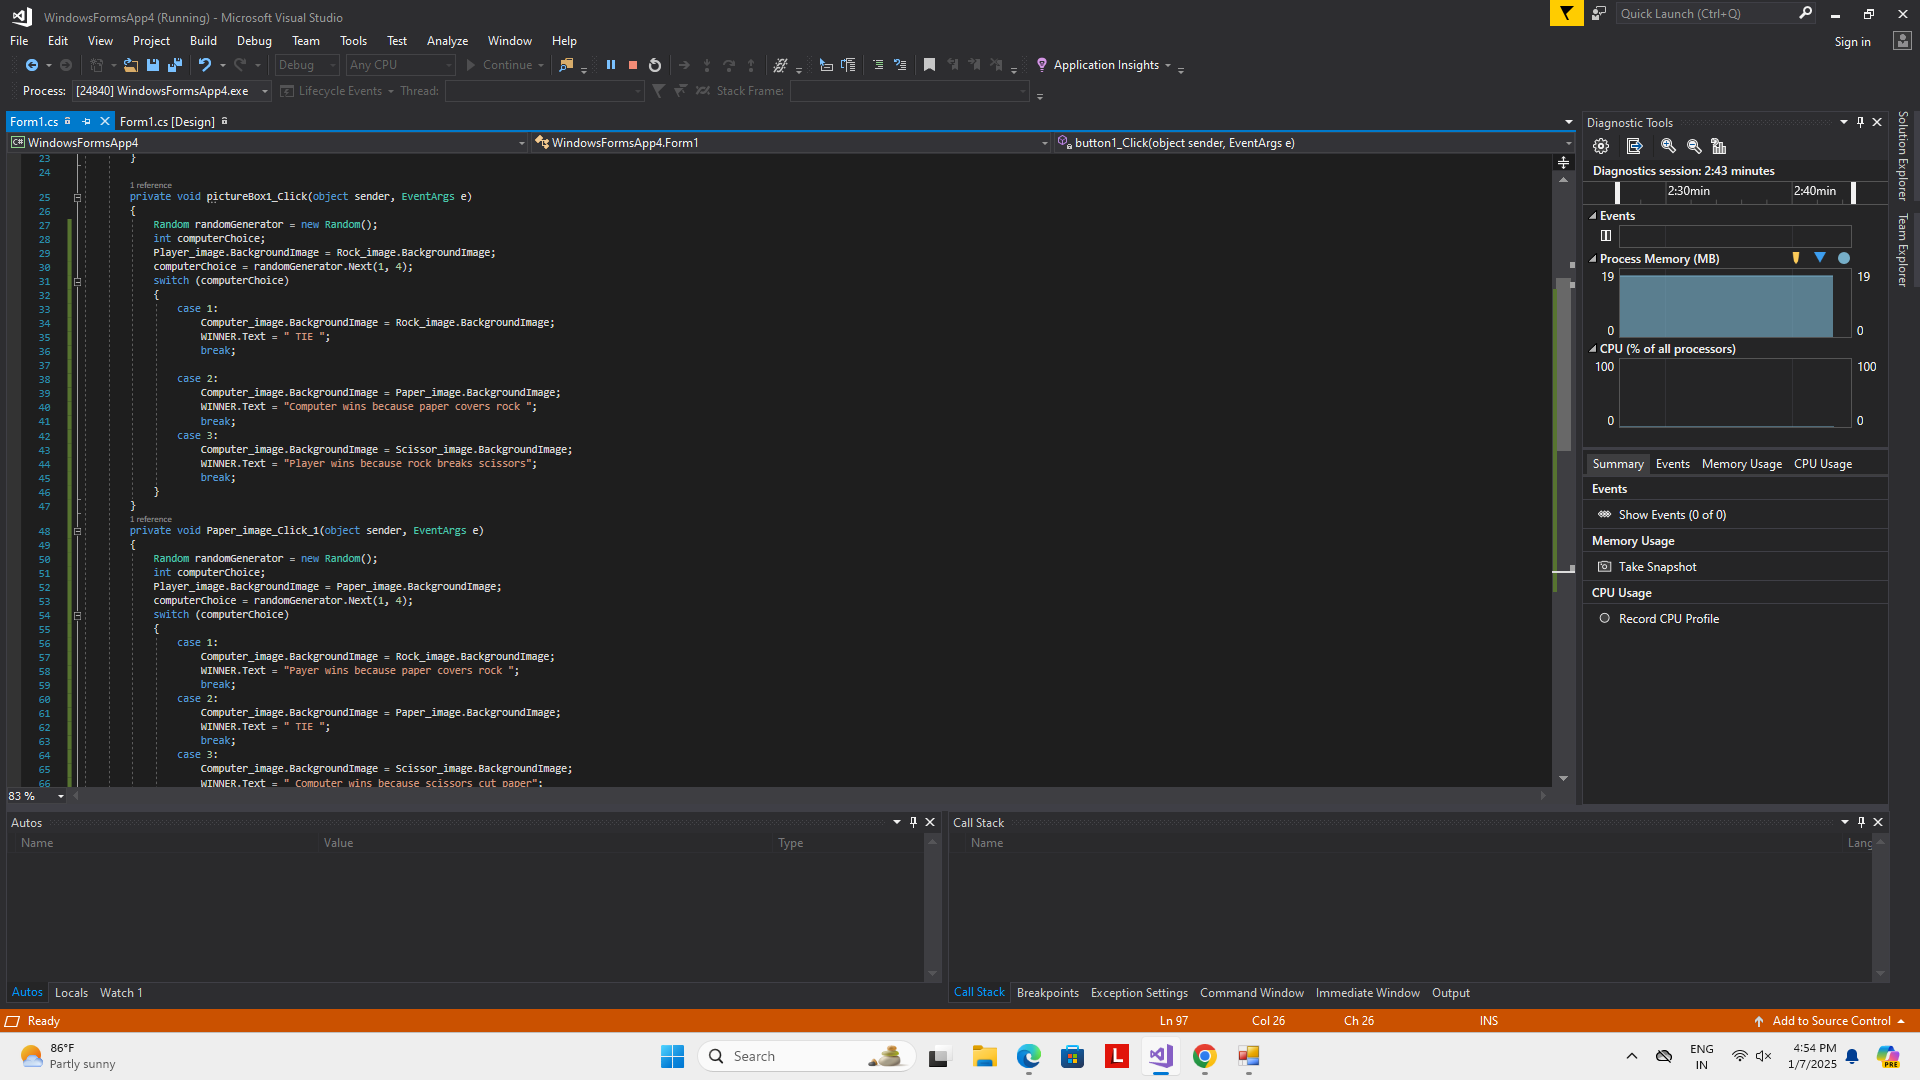 WindowsFormsApp4 (Running) - Microsoft Visual Studio
Quick Launch (Ctrl+Q)
File Edit View Project Build Debug Team Tools Test Analyze Window Help
Sign in
Debug Any CPU Continue Application Insights
Process: [24840] WindowsFormsApp4.exe Lifecycle Events Thread: Stack Frame:
Form1.cs Form1.cs [Design]
WindowsFormsApp4 WindowsFormsApp4.Form1 button1_Click(object sender, EventArgs e)
23 }
24
1 reference
25 private void pictureBox1_Click(object sender, EventArgs e)
26 {
27 Random randomGenerator = new Random();
28 int computerChoice;
29 Player_image.BackgroundImage = Rock_image.BackgroundImage;
30 computerChoice = randomGenerator.Next(1, 4);
31 switch (computerChoice)
32 {
33 case 1:
34 Computer_image.BackgroundImage = Rock_image.BackgroundImage;
35 WINNER.Text = " TIE ";
36 break;
37
38 case 2:
39 Computer_image.BackgroundImage = Paper_image.BackgroundImage;
40 WINNER.Text = "Computer wins because paper covers rock ";
41 break;
42 case 3:
43 Computer_image.BackgroundImage = Scissor_image.BackgroundImage;
44 WINNER.Text = "Player wins because rock breaks scissors";
45 break;
46 }
47 }
1 reference
48 private void Paper_image_Click_1(object sender, EventArgs e)
49 {
50 Random randomGenerator = new Random();
51 int computerChoice;
52 Player_image.BackgroundImage = Paper_image.BackgroundImage;
53 computerChoice = randomGenerator.Next(1, 4);
54 switch (computerChoice)
55 {
56 case 1:
57 Computer_image.BackgroundImage = Rock_image.BackgroundImage;
58 WINNER.Text = "Payer wins because paper covers rock ";
59 break;
60 case 2:
61 Computer_image.BackgroundImage = Paper_image.BackgroundImage;
62 WINNER.Text = " TIE ";
63 break;
64 case 3:
65 Computer_image.BackgroundImage = Scissor_image.BackgroundImage;
66 WINNER.Text = " Computer wins because scissors cut paper";
83 %
Diagnostic Tools
Diagnostics session: 2:43 minutes
2:30min 2:40min
Events
Process Memory (MB)
19 19
0 0
CPU (% of all processors)
100 100
0 0
Summary Events Memory Usage CPU Usage
Events
Show Events (0 of 0)
Memory Usage
Take Snapshot
CPU Usage
Record CPU Profile
Solution Explorer
Team Explorer
Autos
Name Value Type
Autos Locals Watch 1
Call Stack
Name Lang
Call Stack Breakpoints Exception Settings Command Window Immediate Window Output
Ready Ln 97 Col 26 Ch 26 INS Add to Source Control
86°F
Partly sunny
Search
L
ENG
IN
4:54 PM
1/7/2025
PRE